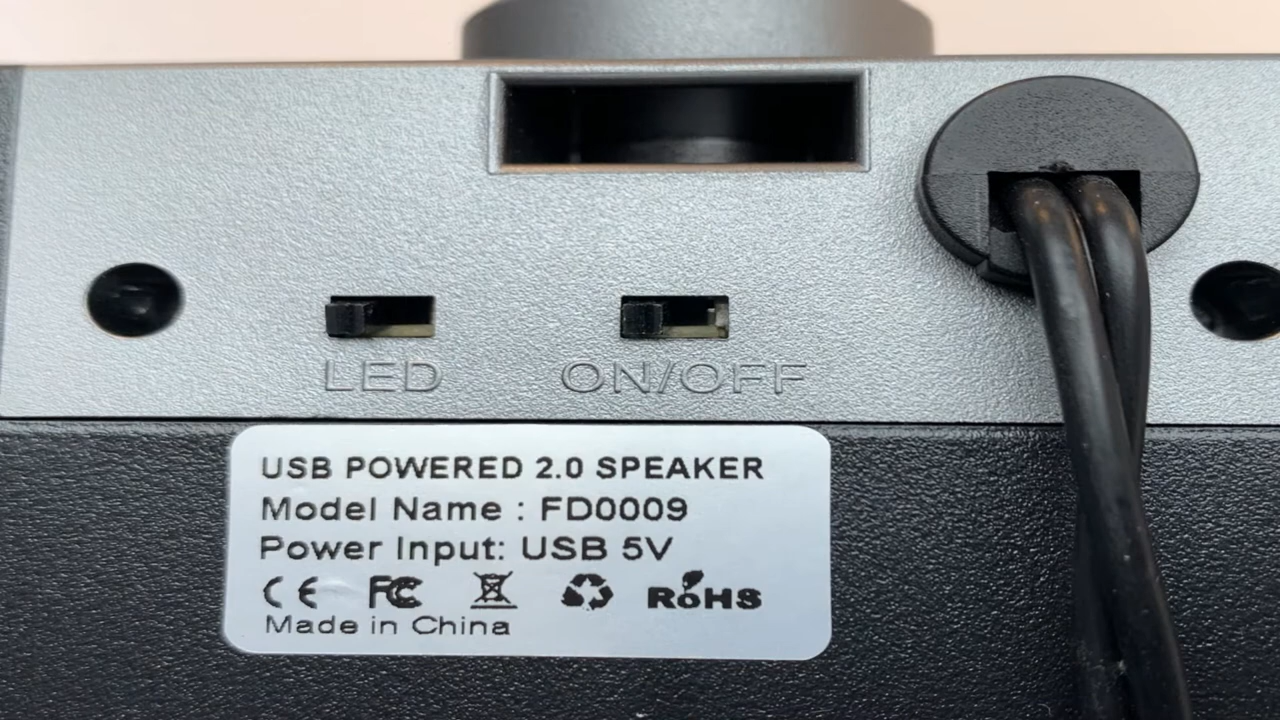 LED
ON/OFF
USB POWERED 2.0 SPEAKER
Model Name : FD0009
Power Input: USB 5V
CE FC RoHS
Made in China